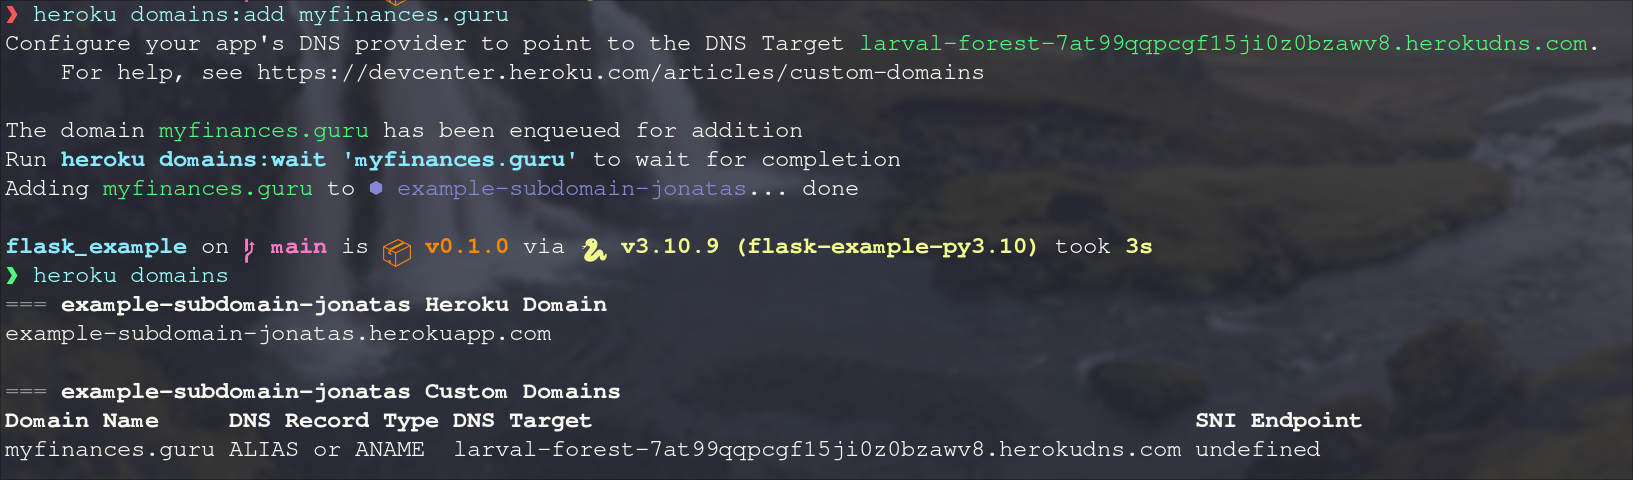 ❯ heroku domains:add myfinances.guru
Configure your app's DNS provider to point to the DNS Target larval-forest-7at99qqpcgf15ji0z0bzawv8.herokudns.com.
    For help, see https://devcenter.heroku.com/articles/custom-domains

The domain myfinances.guru has been enqueued for addition
Run heroku domains:wait 'myfinances.guru' to wait for completion
Adding myfinances.guru to ⬢ example-subdomain-jonatas... done

flask_example on main is 📦 v0.1.0 via 🐍 v3.10.9 (flask-example-py3.10) took 3s
❯ heroku domains
=== example-subdomain-jonatas Heroku Domain
example-subdomain-jonatas.herokuapp.com

=== example-subdomain-jonatas Custom Domains
Domain Name     DNS Record Type DNS Target                                           SNI Endpoint
myfinances.guru ALIAS or ANAME  larval-forest-7at99qqpcgf15ji0z0bzawv8.herokudns.com undefined